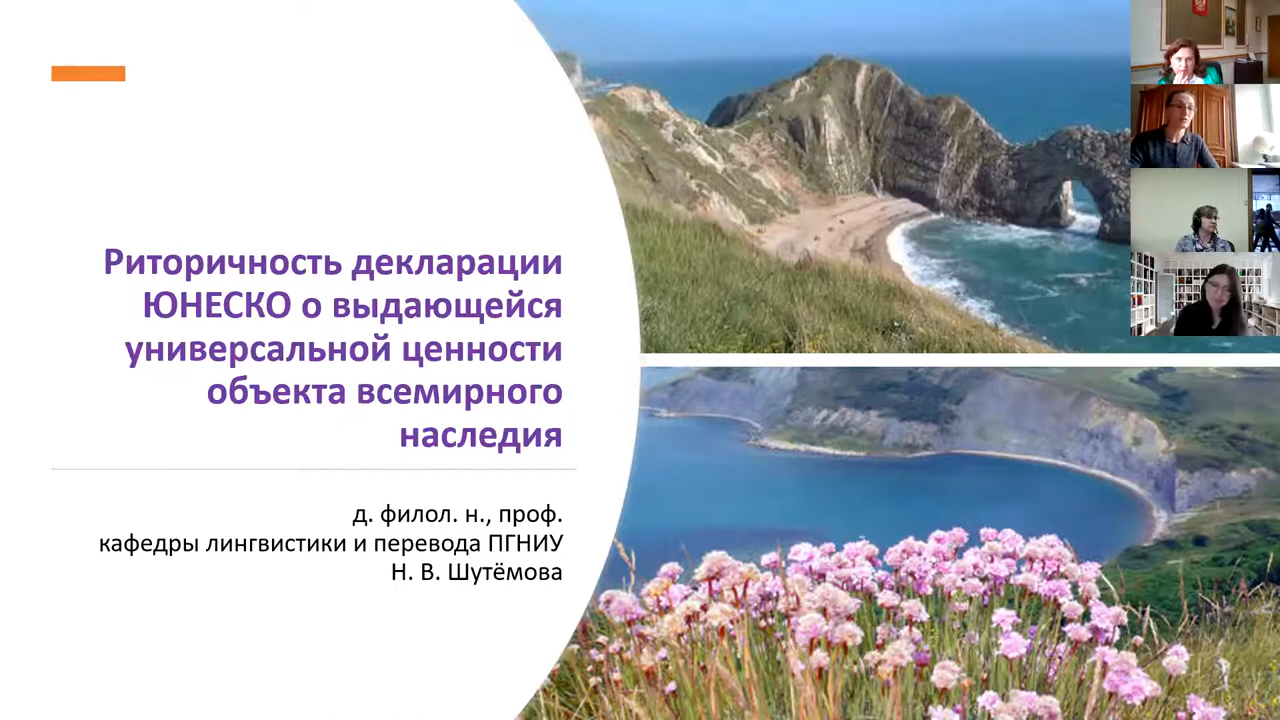 Риторичность декларации
ЮНЕСКО о выдающейся
универсальной ценности
объекта всемирного
наследия
д. филол. н., проф.
кафедры лингвистики и перевода ПГНИУ
Н. В. Шутёмова